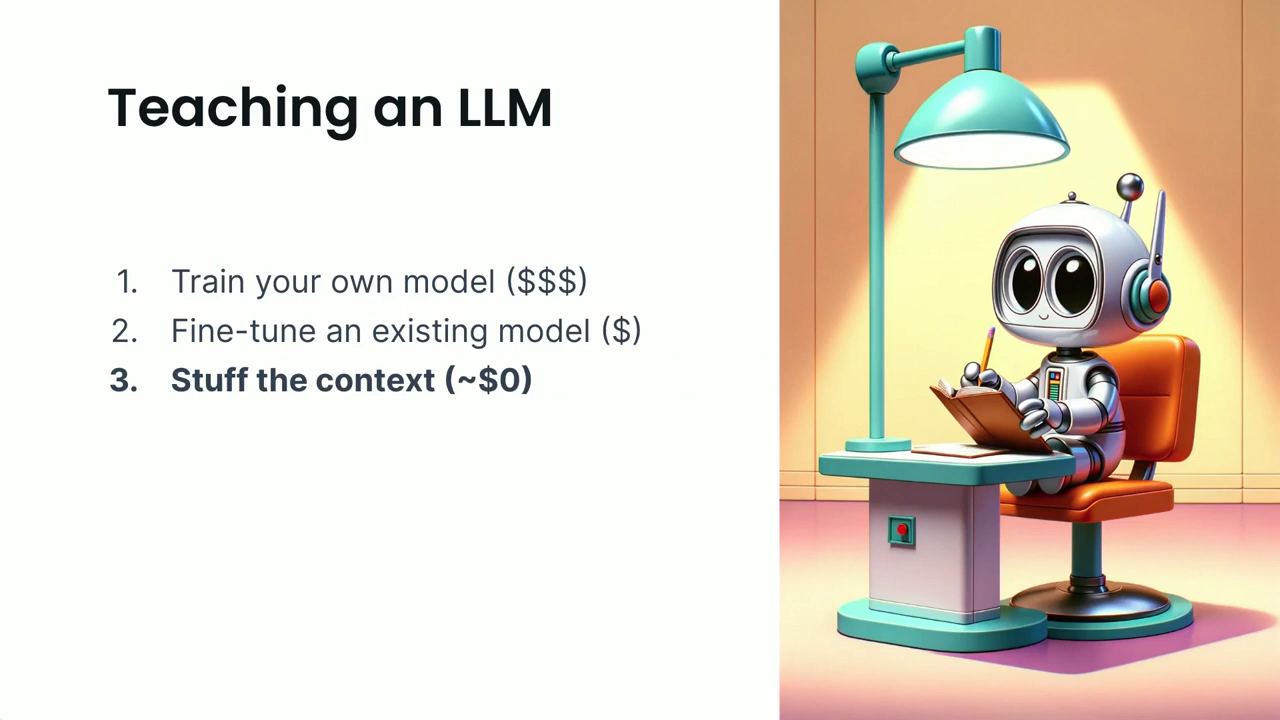 Teaching an LLM
1. Train your own model ($$$)
2. Fine-tune an existing model ($)
3. Stuff the context (~$0)